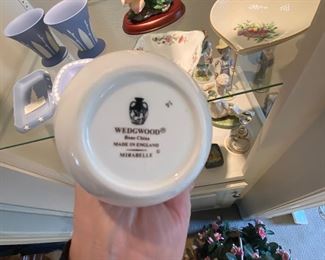 WEDGWOOD®
Bone China
MADE IN ENGLAND
©
MIRABELLE